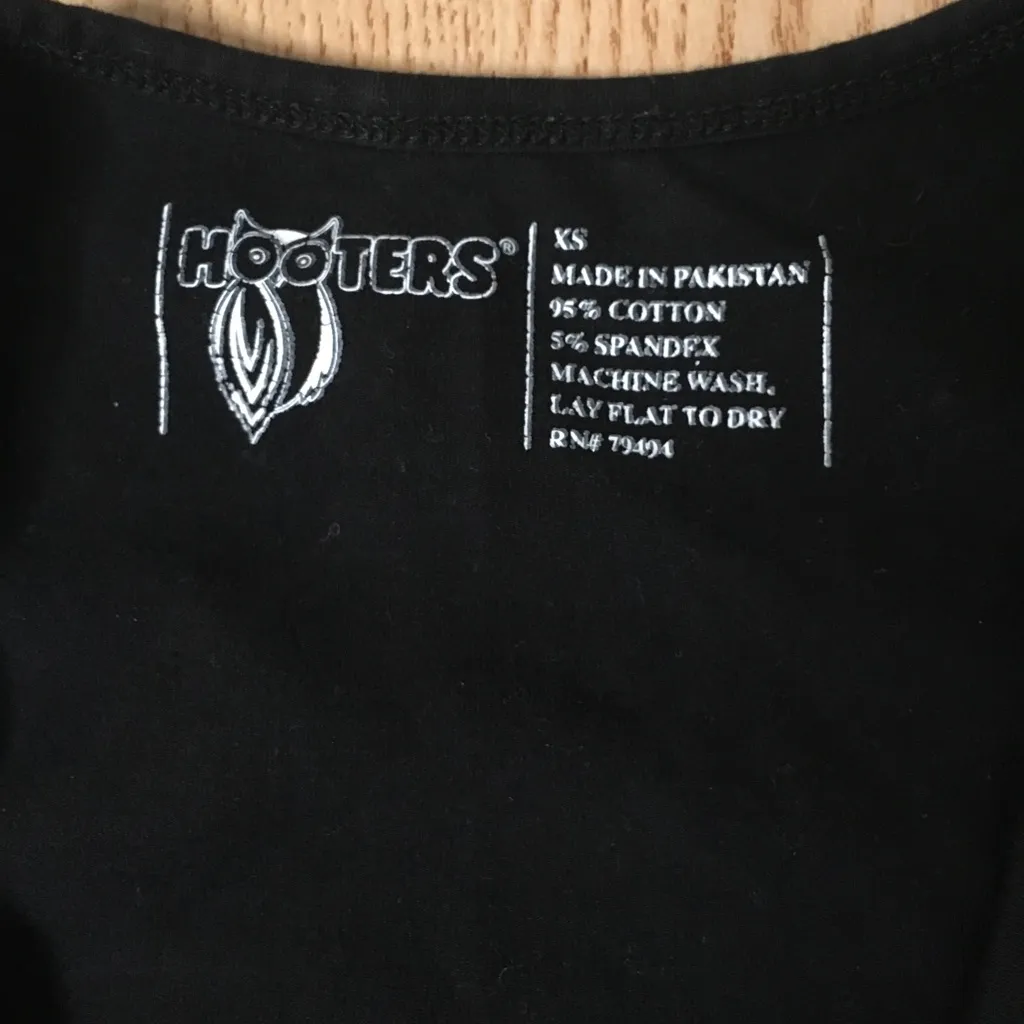 HOOTERS®
XS
MADE IN PAKISTAN
95% COTTON
5% SPANDEX
MACHINE WASH.
LAY FLAT TO DRY
RN# 79494